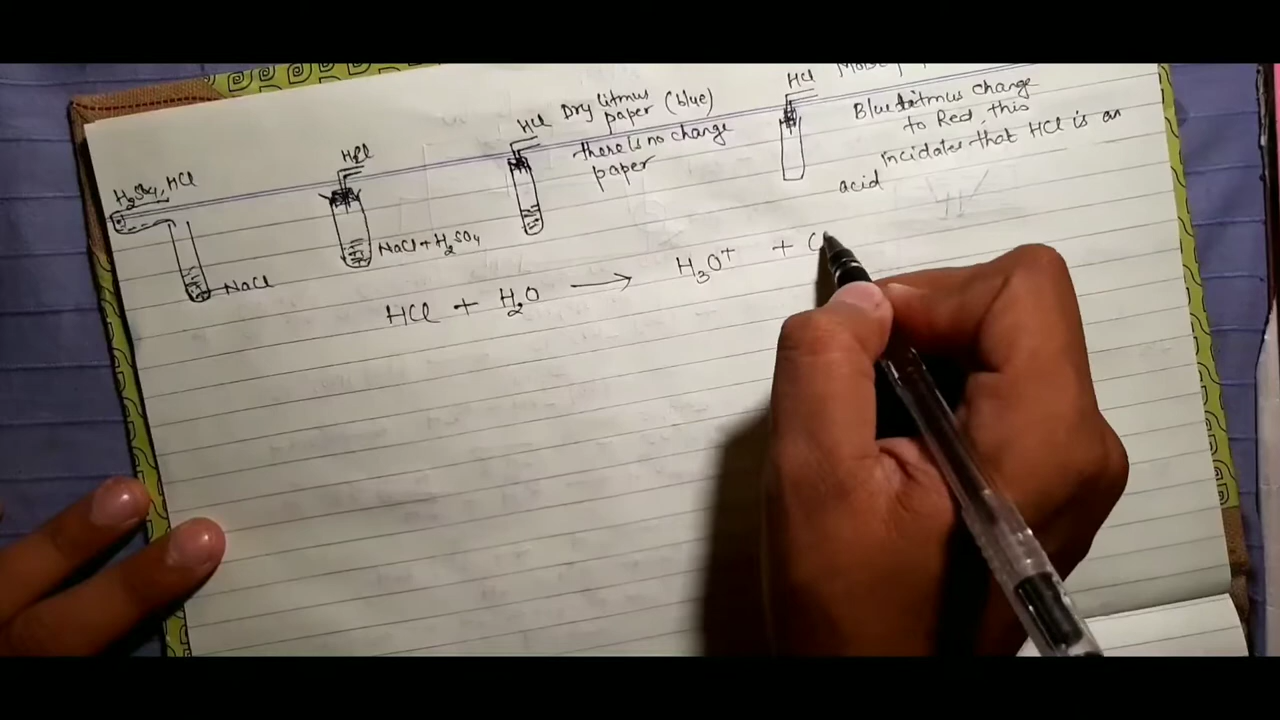 H2SO4, HCl
NaCl
HCl
NaCl + H2SO4
HCl
Dry litmus
paper (blue)
there is no change
paper
HCl
Blue litmus change
to Red, this
incidates that HCl is an
acid
HCl + H2O → H3O+ + C